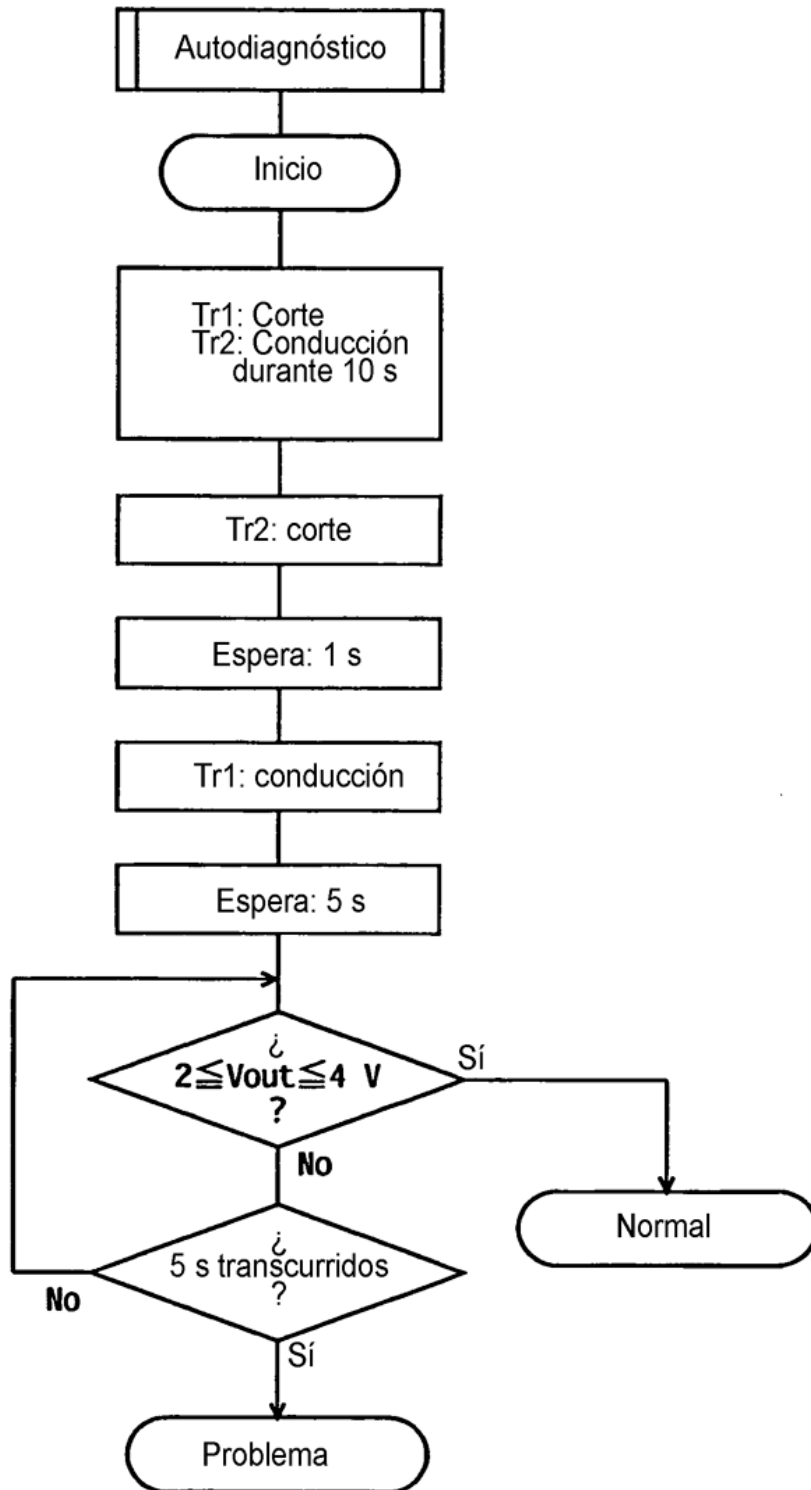 Autodiagnóstico
Inicio
Tr1: Corte
Tr2: Conducción
durante 10 s
Tr2: corte
Espera: 1 s
Tr1: conducción
Espera: 5 s
¿
2≦Vout≦4 V
?
Sí
No
Normal
¿
5 s transcurridos
?
No
Sí
Problema